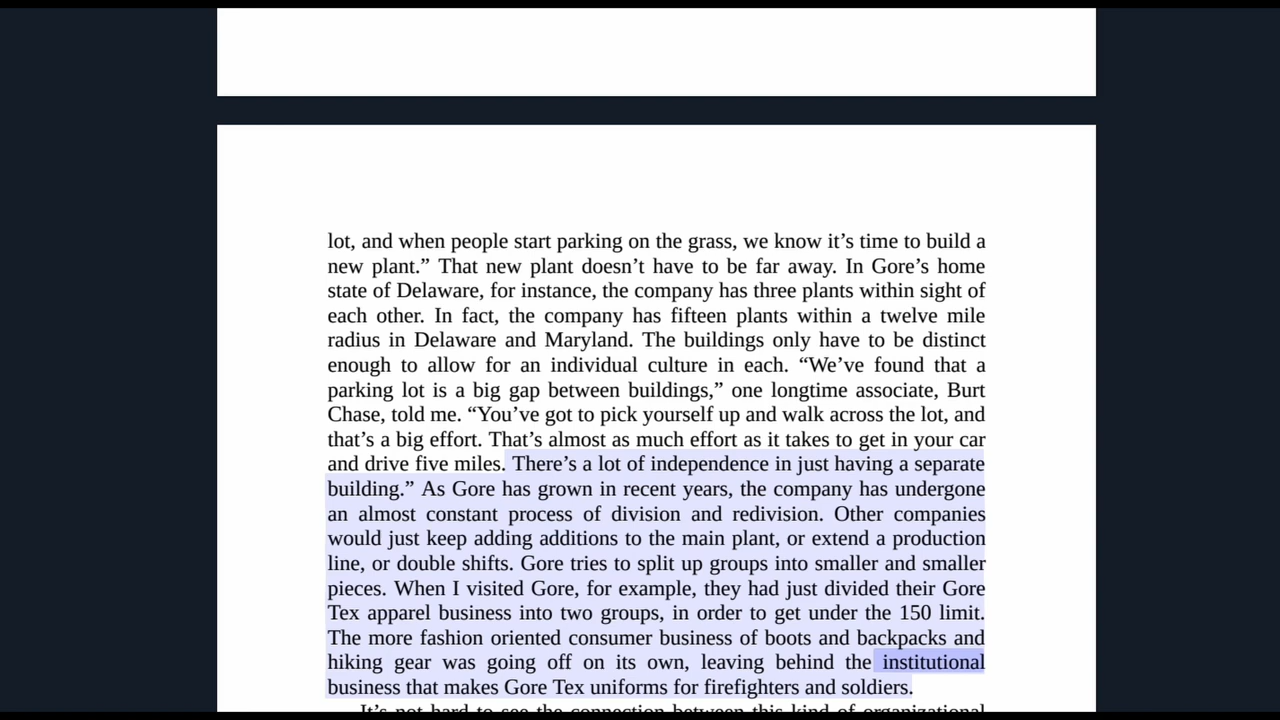 lot, and when people start parking on the grass, we know it’s time to build a
new plant.” That new plant doesn’t have to be far away. In Gore’s home
state of Delaware, for instance, the company has three plants within sight of
each other. In fact, the company has fifteen plants within a twelve mile
radius in Delaware and Maryland. The buildings only have to be distinct
enough to allow for an individual culture in each. “We’ve found that a
parking lot is a big gap between buildings,” one longtime associate, Burt
Chase, told me. “You’ve got to pick yourself up and walk across the lot, and
that’s a big effort. That’s almost as much effort as it takes to get in your car
and drive five miles. There’s a lot of independence in just having a separate
building.” As Gore has grown in recent years, the company has undergone
an almost constant process of division and redivision. Other companies
would just keep adding additions to the main plant, or extend a production
line, or double shifts. Gore tries to split up groups into smaller and smaller
pieces. When I visited Gore, for example, they had just divided their Gore
Tex apparel business into two groups, in order to get under the 150 limit.
The more fashion oriented consumer business of boots and backpacks and
hiking gear was going off on its own, leaving behind the institutional
business that makes Gore Tex uniforms for firefighters and soldiers.
It’s not hard to see the connection between this kind of organizational